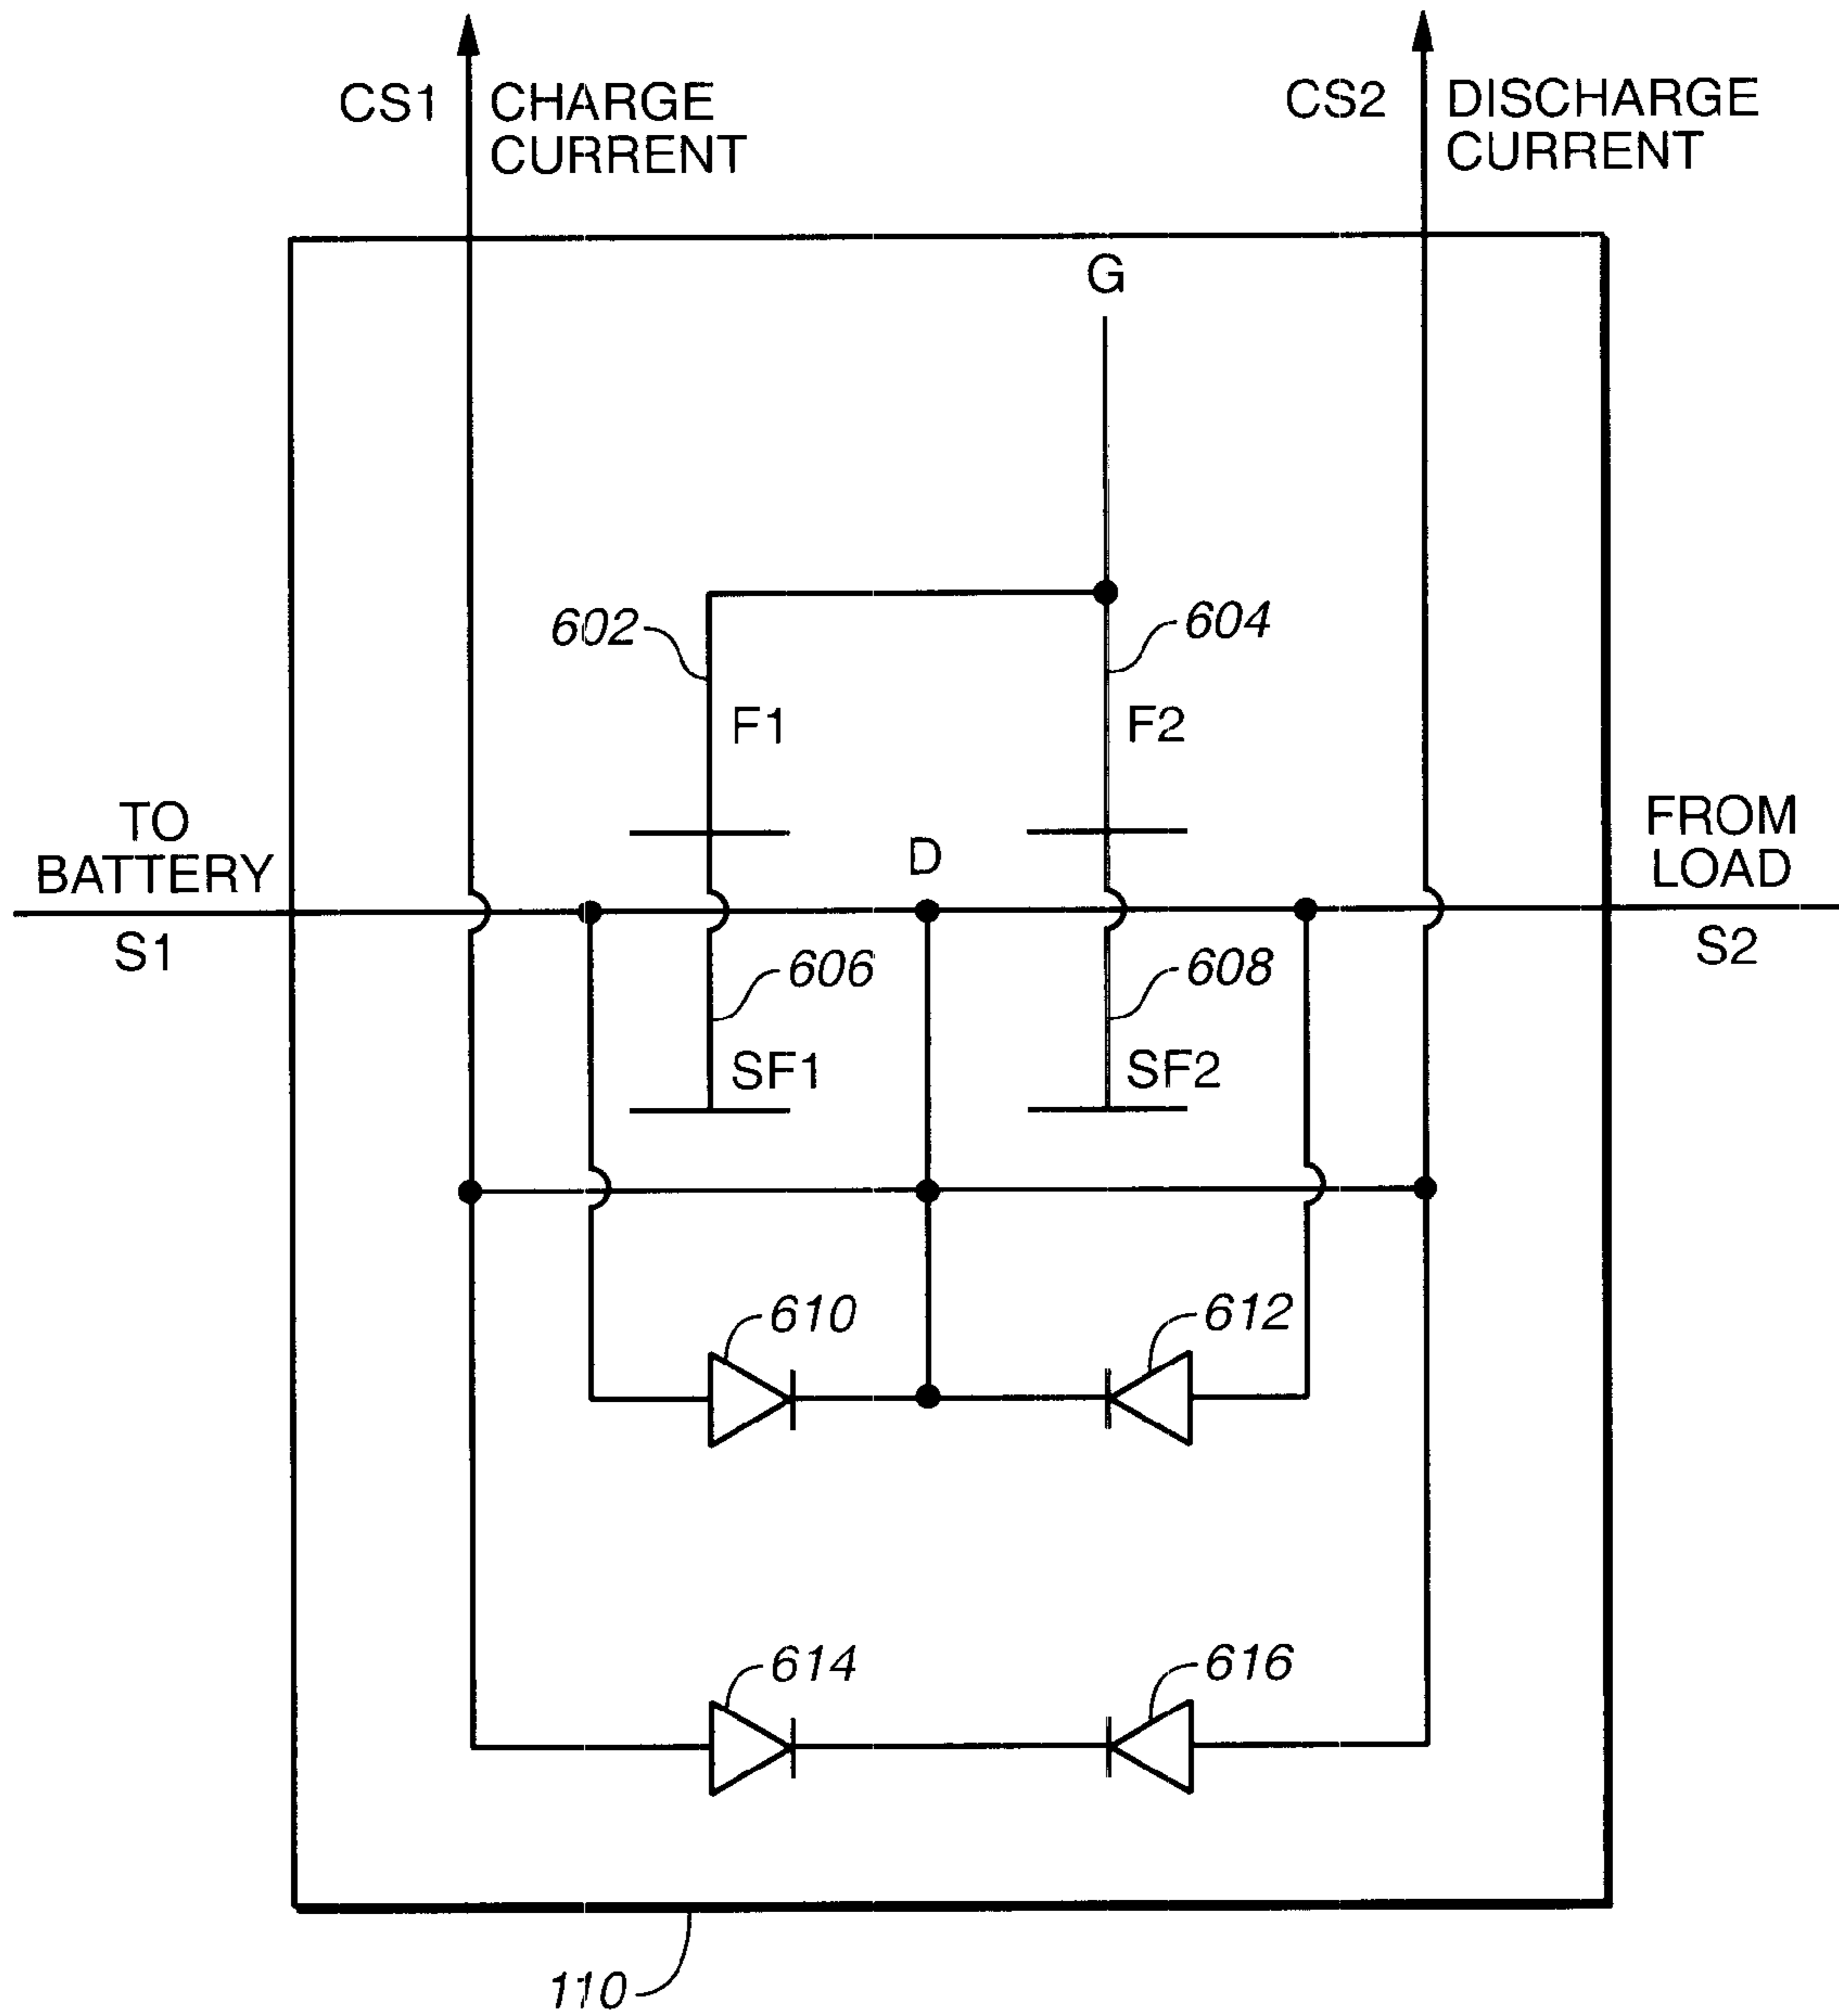 CS1
CHARGE
CURRENT
CS2
DISCHARGE
CURRENT
G
602
604
F1
F2
TO
BATTERY
S1
D
FROM
LOAD
S2
606
608
SF1
SF2
610
612
614
616
110